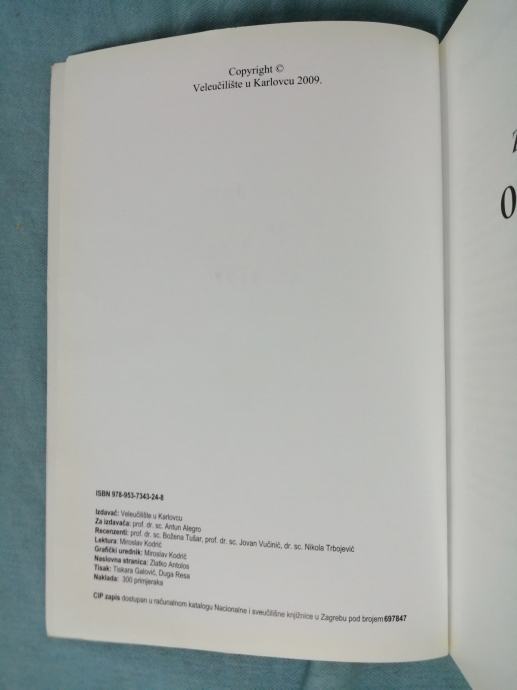 Copyright ©
Veleučilište u Karlovcu 2009.
ISBN 978-953-7343-24-8
Izdavač: Veleučilište u Karlovcu
Za izdavača: prof. dr. sc. Antun Alegro
Recenzenti: prof. dr. sc. Božena Tušar, prof. dr. sc. Jovan Vučinić, dr. sc. Nikola Trbojević
Lektura: Miroslav Kodrić
Grafički urednik: Miroslav Kodrić
Naslovna stranica: Zlatko Antolos
Tisak: Tiskara Galović, Duga Resa
Naklada: 300 primjeraka
CIP zapis dostupan u računalnom katalogu Nacionalne i sveučilišne knjižnice u Zagrebu pod brojem 697847